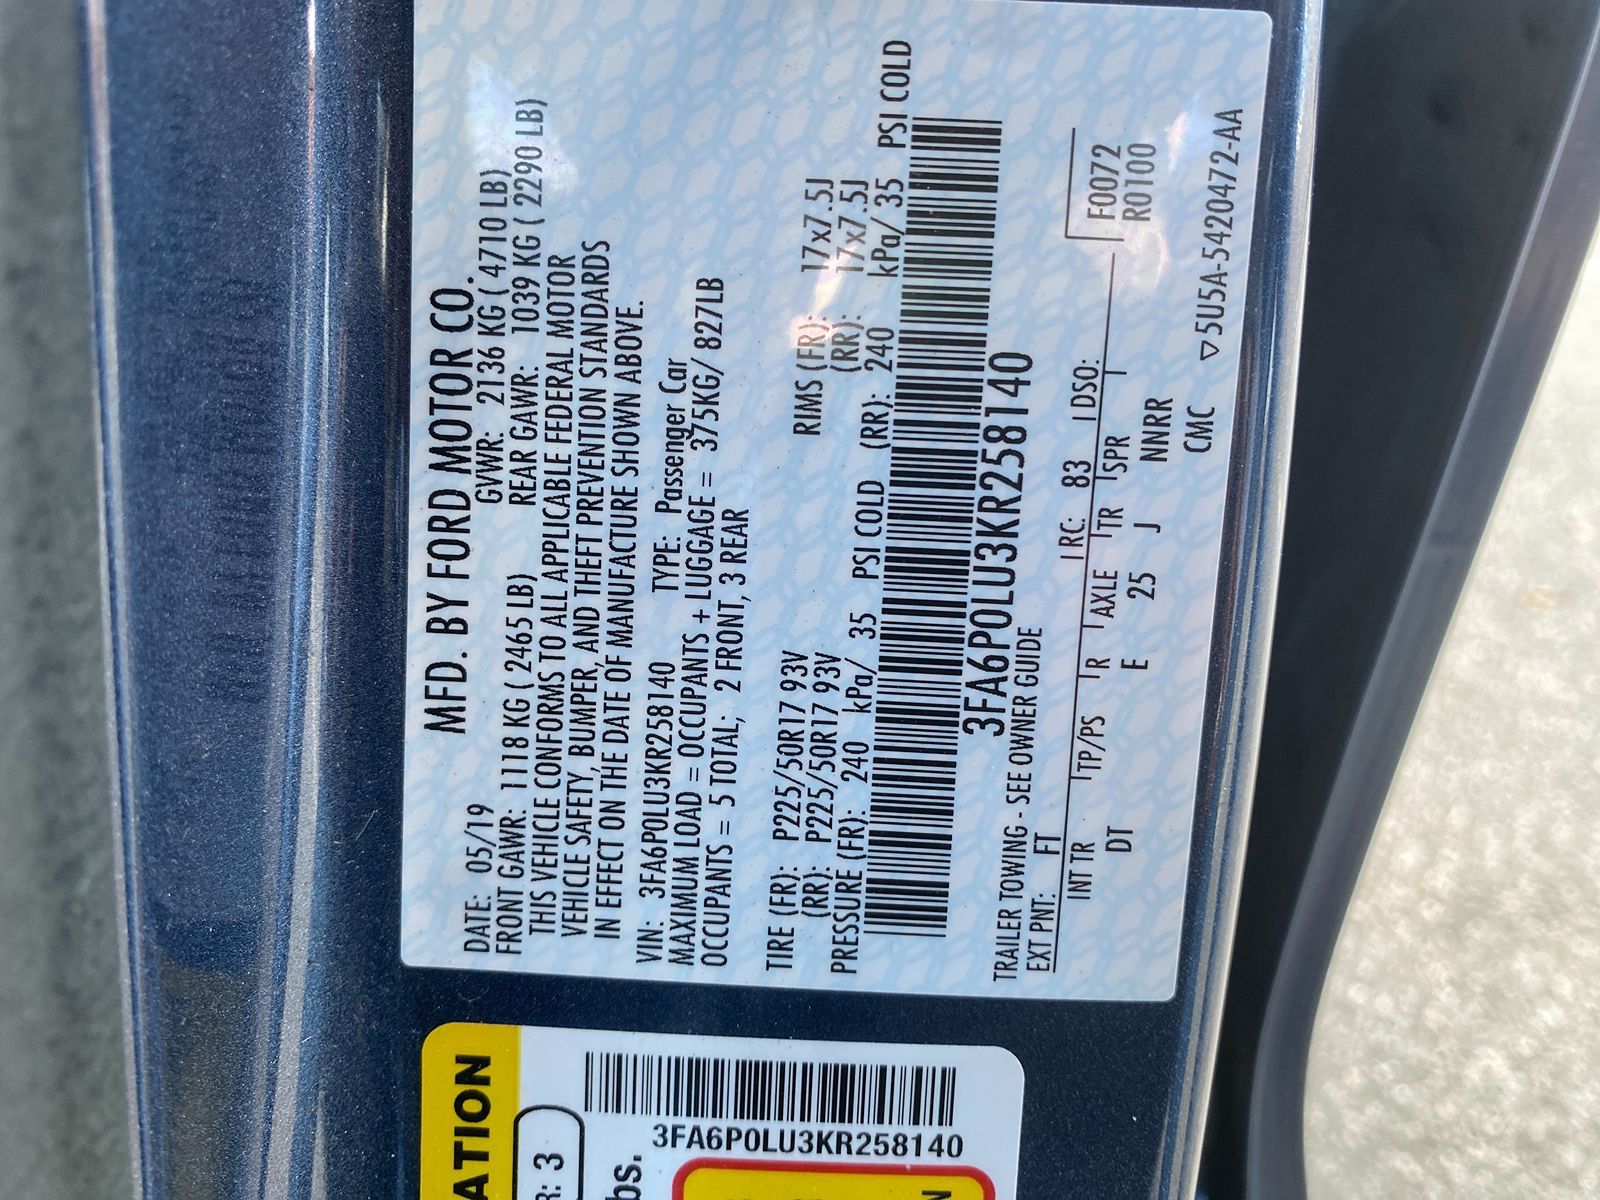 MFD. BY FORD MOTOR CO.
DATE: 05/19 GVWR: 2136 KG ( 4710 LB)
FRONT GAWR: 1118 KG ( 2465 LB) REAR GAWR: 1039 KG ( 2290 LB)
THIS VEHICLE CONFORMS TO ALL APPLICABLE FEDERAL MOTOR
VEHICLE SAFETY, BUMPER, AND THEFT PREVENTION STANDARDS
IN EFFECT ON THE DATE OF MANUFACTURE SHOWN ABOVE.
VIN: 3FA6P0LU3KR258140 TYPE: Passenger Car
MAXIMUM LOAD = OCCUPANTS + LUGGAGE = 375KG/ 827LB
OCCUPANTS = 5 TOTAL; 2 FRONT, 3 REAR
TIRE (FR): P225/50R17 93V RIMS (FR): 17x7.5J
(RR): P225/50R17 93V (RR): 17x7.5J
PRESSURE (FR): 240 kPa/ 35 PSI COLD (RR): 240 kPa/ 35 PSI COLD
3FA6P0LU3KR258140
TRAILER TOWING - SEE OWNER GUIDE
EXT PNT: FT RC: 83 DSO:
INT TR TP/PS R AXLE TR SPR F0072
DT E 25 J NNRR R0100
CMC ▽5U5A-5420472-AA
ATION
R: 3
bs.
3FA6P0LU3KR258140
N